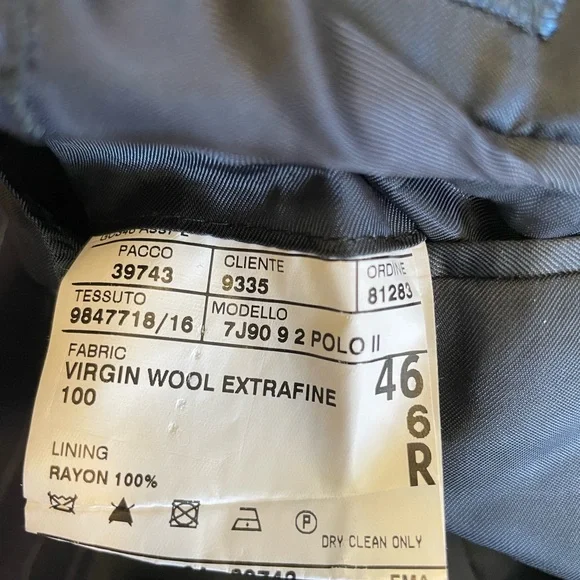 PACCO CLIENTE ORDINE
39743 9335 81283
TESSUTO MODELLO
9847718/16 7J90 9 2 POLO II
FABRIC
VIRGIN WOOL EXTRAFINE
100
46
6
R
LINING
RAYON 100%
P
DRY CLEAN ONLY